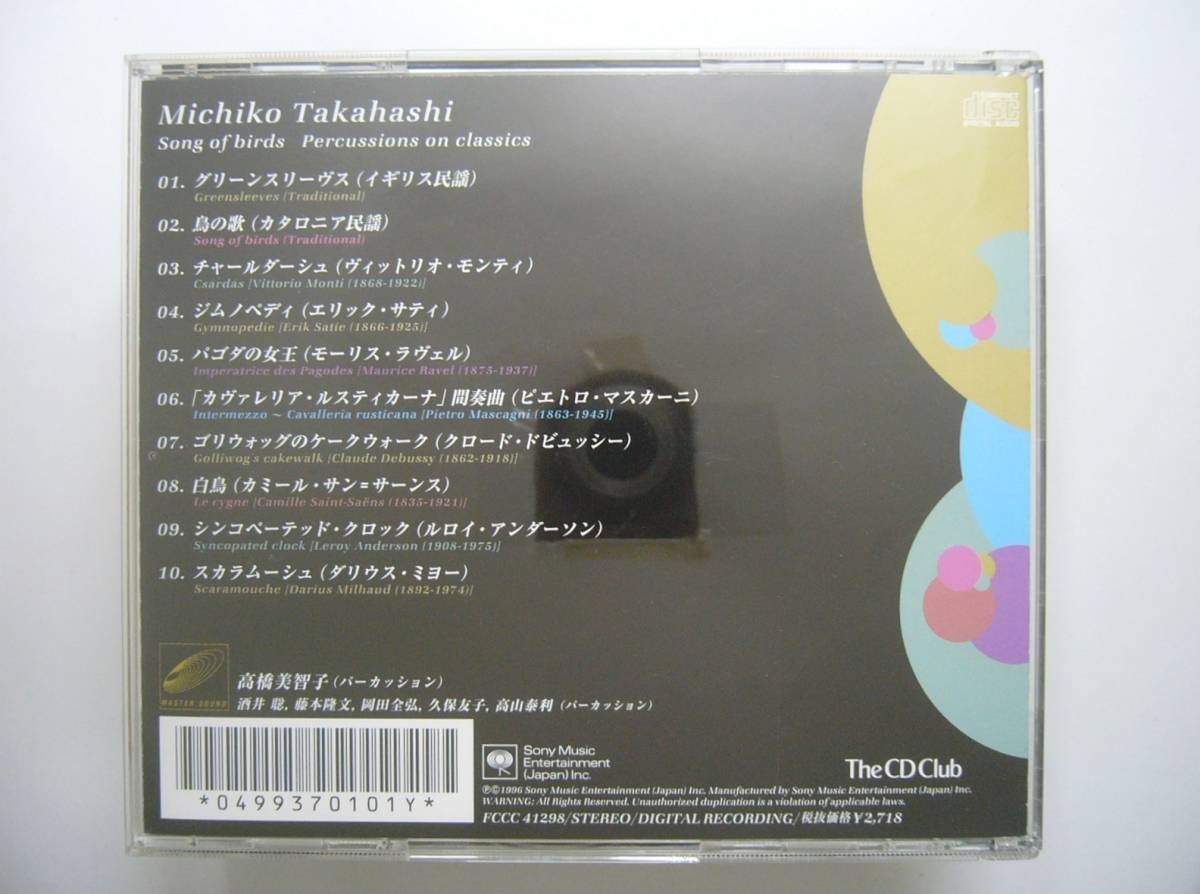 Michiko Takahashi
Song of birds Percussions on classics
COMPACT
disc
DIGITAL AUDIO
01. グリーンスリーヴス (イギリス民謡)
Greensleeves [Traditional]
02. 鳥の歌 (カタロニア民謡)
Song of birds (Traditional)
03. チャールダーシュ (ヴィットリオ・モンティ)
Csardas [Vittorio Monti (1868-1922)]
04. ジムノペディ (エリック・サティ)
Gymnopedie [Erik Satie (1866-1925)]
05. パゴダの女王 (モーリス・ラヴェル)
Imperatrice des Pagodes [Maurice Ravel (1875-1937)]
06. 「カヴァレリア・ルスティカーナ」間奏曲 (ピエトロ・マスカーニ)
Intermezzo ~ Cavalleria rusticana [Pietro Mascagni (1863-1945)]
07. ゴリウォッグのケークウォーク (クロード・ドビュッシー)
Golliwog's cakewalk [Claude Debussy (1862-1918)]
08. 白鳥 (カミール・サン=サーンス)
Le cygne [Camille Saint-Saëns (1835-1921)]
09. シンコペーテッド・クロック (ルロイ・アンダーソン)
Syncopated clock [Leroy Anderson (1908-1975)]
10. スカラムーシュ (ダリウス・ミヨー)
Scaramouche [Darius Milhaud (1892-1974)]
MASTER SOUND
高橋美智子 (パーカッション)
酒井 聡, 藤本隆文, 岡田全弘, 久保友子, 高山泰利 (パーカッション)
*0499370101Y*
Sony Music
Entertainment
(Japan) Inc.
The CD Club
℗©1996 Sony Music Entertainment (Japan) Inc. Manufactured by Sony Music Entertainment (Japan) Inc.
WARNING: All Rights Reserved. Unauthorized duplication is a violation of applicable laws.
FCCC 41298/STEREO/DIGITAL RECORDING/税抜価格¥2,718